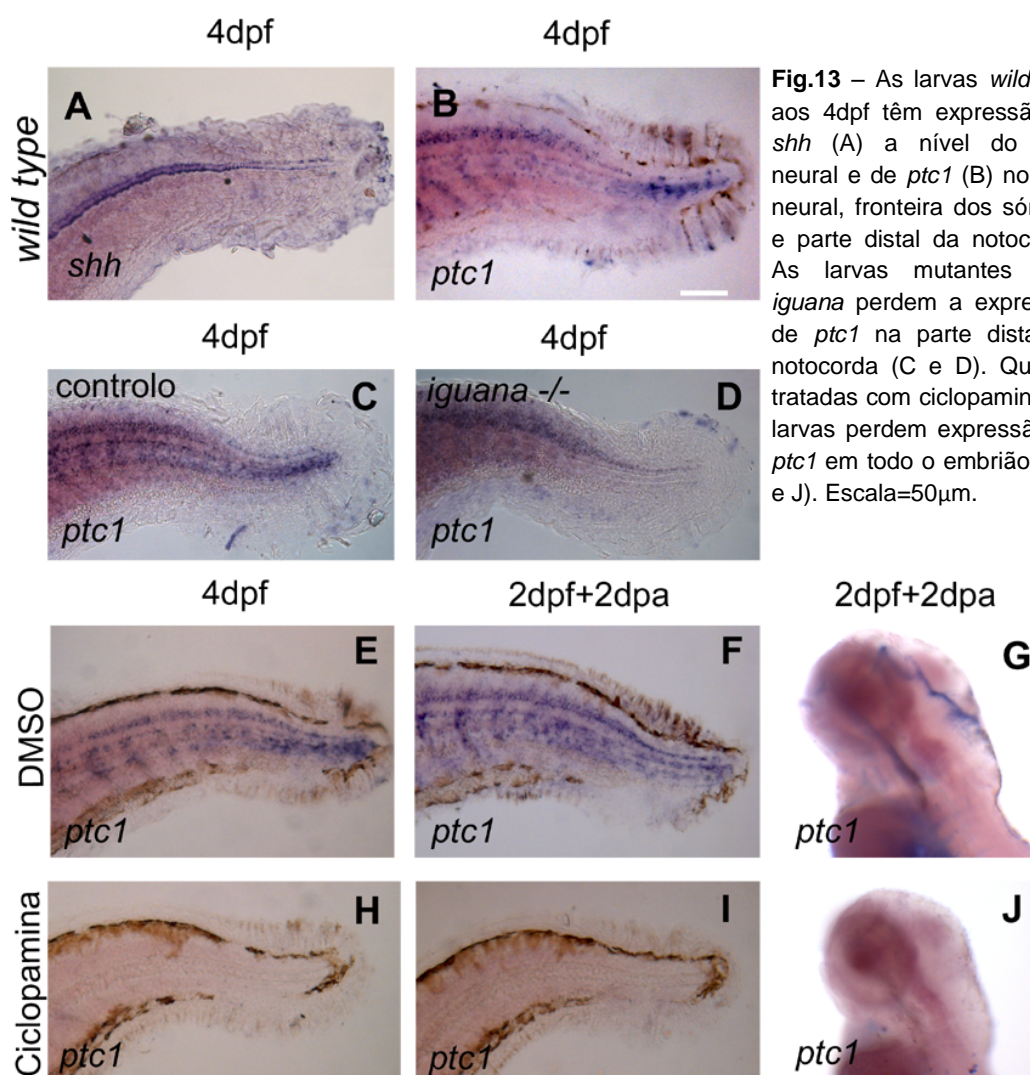 4dpf
4dpf
wild type
A
shh
B
ptc1
Fig.13 – As larvas wild
aos 4dpf têm expressã
shh (A) a nível do
neural e de ptc1 (B) no
neural, fronteira dos sór
e parte distal da notoc
As larvas mutantes
iguana perdem a expre
de ptc1 na parte dista
notocorda (C e D). Qu
tratadas com ciclopamin
larvas perdem expressã
ptc1 em todo o embrião
e J). Escala=50µm.
4dpf
4dpf
controlo
C
ptc1
iguana -/-
D
ptc1
4dpf
2dpf+2dpa
2dpf+2dpa
DMSO
E
ptc1
F
ptc1
G
ptc1
Ciclopamina
H
ptc1
I
ptc1
J
ptc1